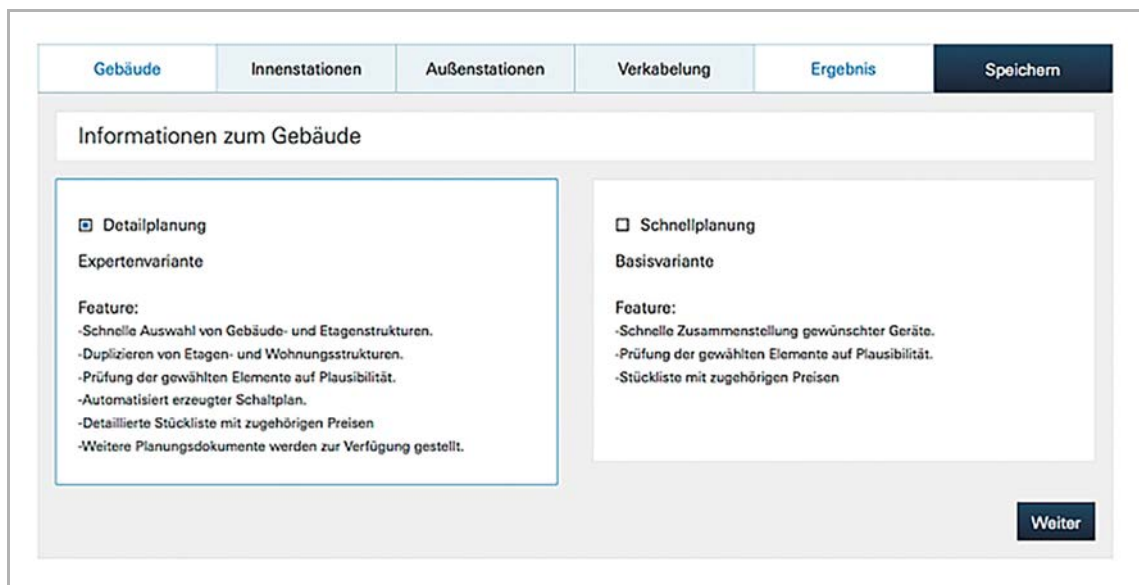 Gebäude Innenstationen Außenstationen Verkabelung Ergebnis Speichern
Informationen zum Gebäude
Detailplanung
Expertenvariante
Feature:
-Schnelle Auswahl von Gebäude- und Etagenstrukturen.
-Duplizieren von Etagen- und Wohnungsstrukturen.
-Prüfung der gewählten Elemente auf Plausibilität.
-Automatisiert erzeugter Schaltplan.
-Detaillierte Stückliste mit zugehörigen Preisen
-Weitere Planungsdokumente werden zur Verfügung gestellt.
Schnellplanung
Basisvariante
Feature:
-Schnelle Zusammenstellung gewünschter Geräte.
-Prüfung der gewählten Elemente auf Plausibilität.
-Stückliste mit zugehörigen Preisen
Weiter